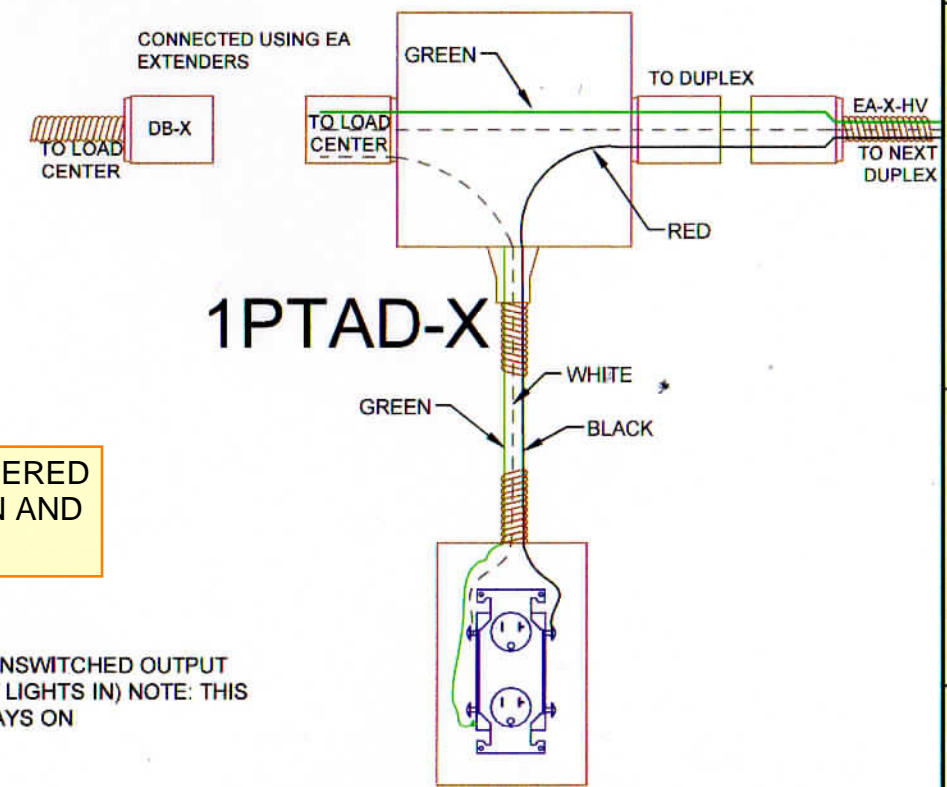 CONNECTED USING EA
EXTENDERS
GREEN
TO DUPLEX
DB-X
TO LOAD
CENTER
TO LOAD
CENTER
EA-X-HV
TO NEXT
DUPLEX
RED
1PTAD-X
WHITE
GREEN
BLACK
ERED
N AND
NSWITCHED OUTPUT
LIGHTS IN) NOTE: THIS
AYS ON